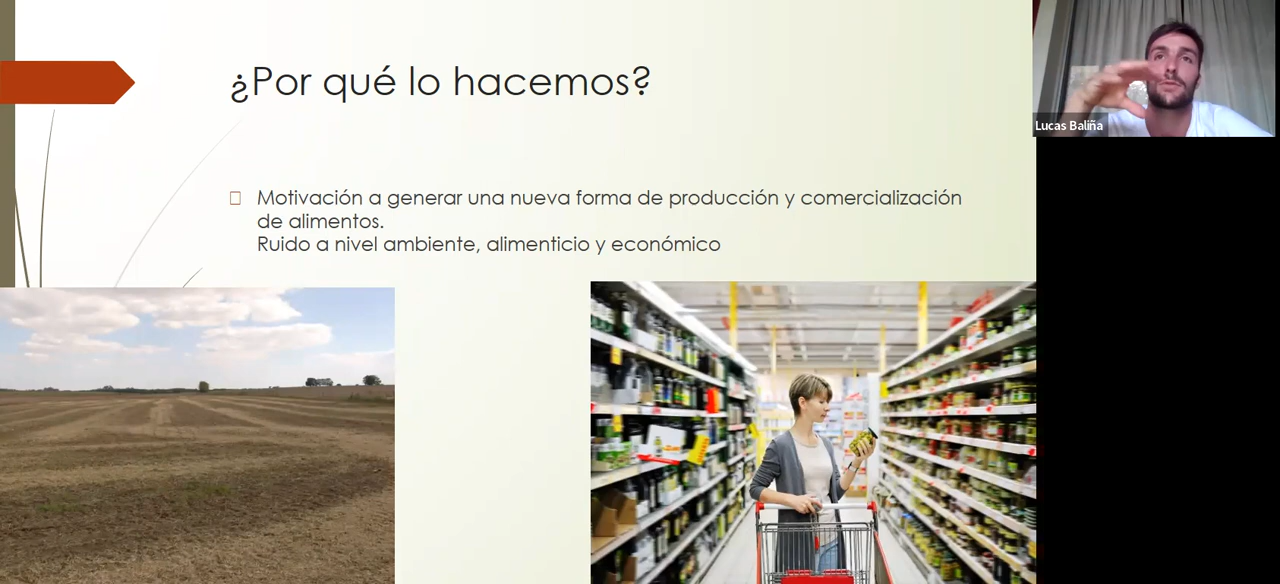 ¿Por qué lo hacemos?
Lucas Baliña
Motivación a generar una nueva forma de producción y comercialización
de alimentos.
Ruido a nivel ambiente, alimenticio y económico